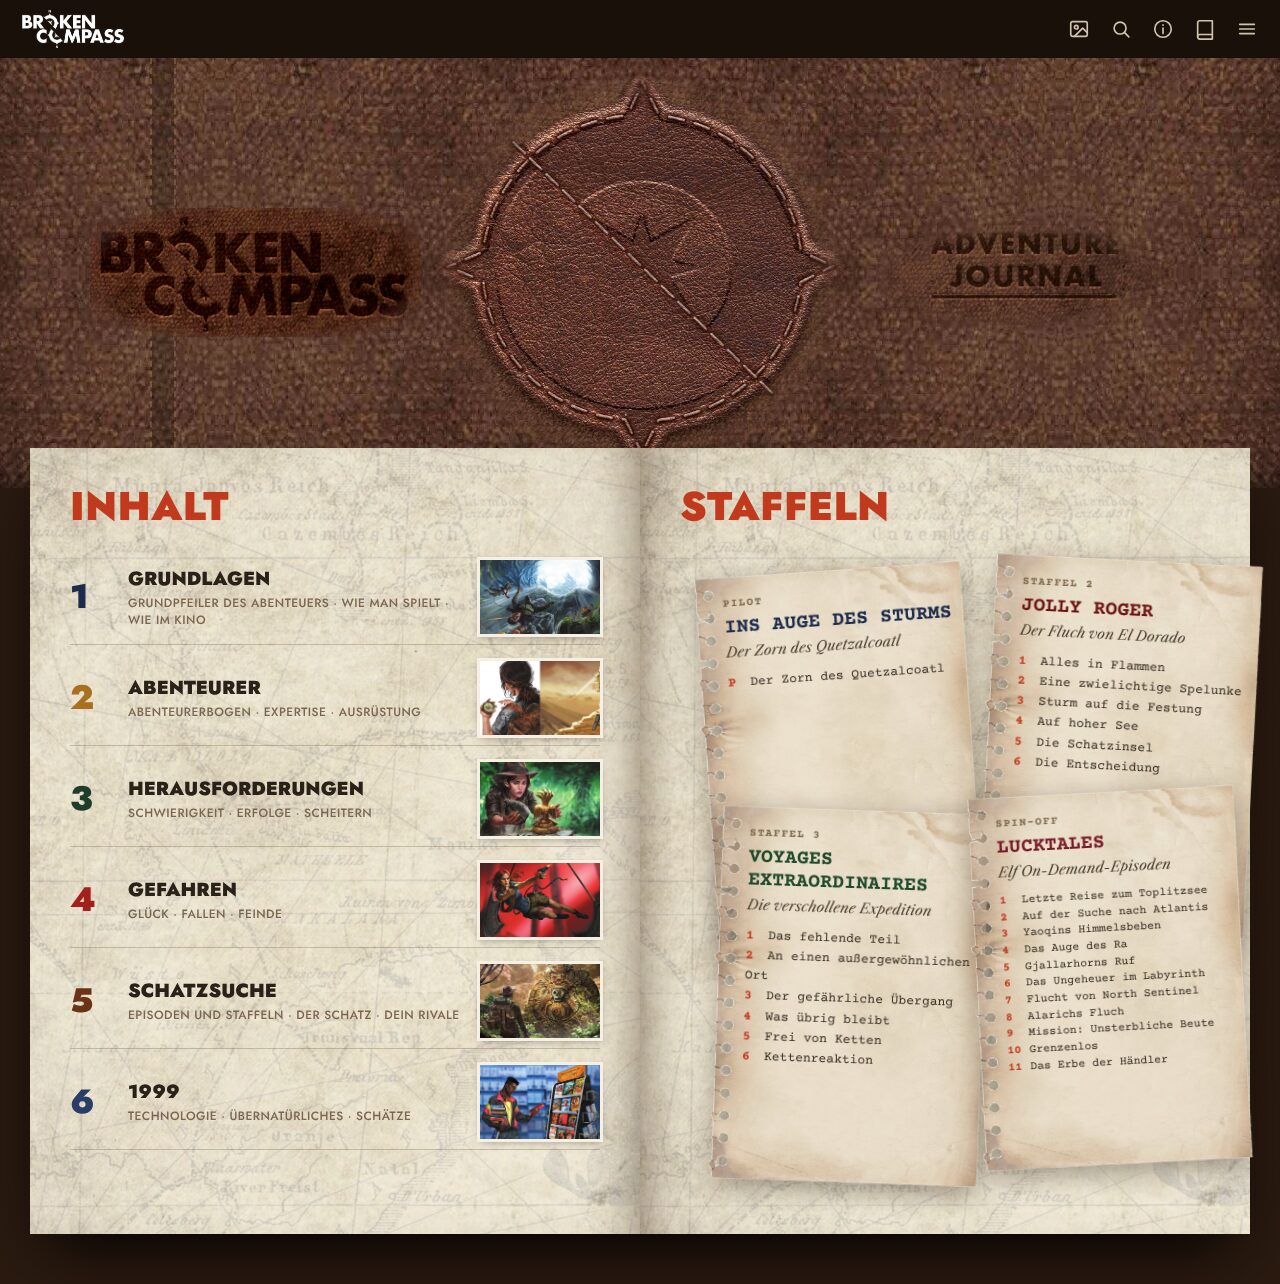 BROKEN
COMPASS
BROKEN
COMPASS
ADVENTURE
JOURNAL
INHALT
1
GRUNDLAGEN
GRUNDPFEILER DES ABENTEUERS · WIE MAN SPIELT ·
WIE IM KINO
2
ABENTEURER
ABENTEURERBOGEN · EXPERTISE · AUSRÜSTUNG
3
HERAUSFORDERUNGEN
SCHWIERIGKEIT · ERFOLGE · SCHEITERN
4
GEFAHREN
GLÜCK · FALLEN · FEINDE
5
SCHATZSUCHE
EPISODEN UND STAFFELN · DER SCHATZ · DEIN RIVALE
6
1999
TECHNOLOGIE · ÜBERNATÜRLICHES · SCHÄTZE
STAFFELN
PILOT
INS AUGE DES STURMS
Der Zorn des Quetzalcoatl
P Der Zorn des Quetzalcoatl
STAFFEL 2
JOLLY ROGER
Der Fluch von El Dorado
1 Alles in Flammen
2 Eine zwielichtige Spelunke
3 Sturm auf die Festung
4 Auf hoher See
5 Die Schatzinsel
6 Die Entscheidung
STAFFEL 3
VOYAGES
EXTRAORDINAIRES
Die verschollene Expedition
1 Das fehlende Teil
2 An einen außergewöhnlichen
Ort
3 Der gefährliche Übergang
4 Was übrig bleibt
5 Frei von Ketten
6 Kettenreaktion
SPIN-OFF
LUCKTALES
Elf On-Demand-Episoden
1 Letzte Reise zum Toplitzsee
2 Auf der Suche nach Atlantis
3 Yaoqins Himmelsbeben
4 Das Auge des Ra
5 Gjallarhorns Ruf
6 Das Ungeheuer im Labyrinth
7 Flucht von North Sentinel
8 Alarichs Fluch
9 Mission: Unsterbliche Beute
10 Grenzenlos
11 Das Erbe der Händler